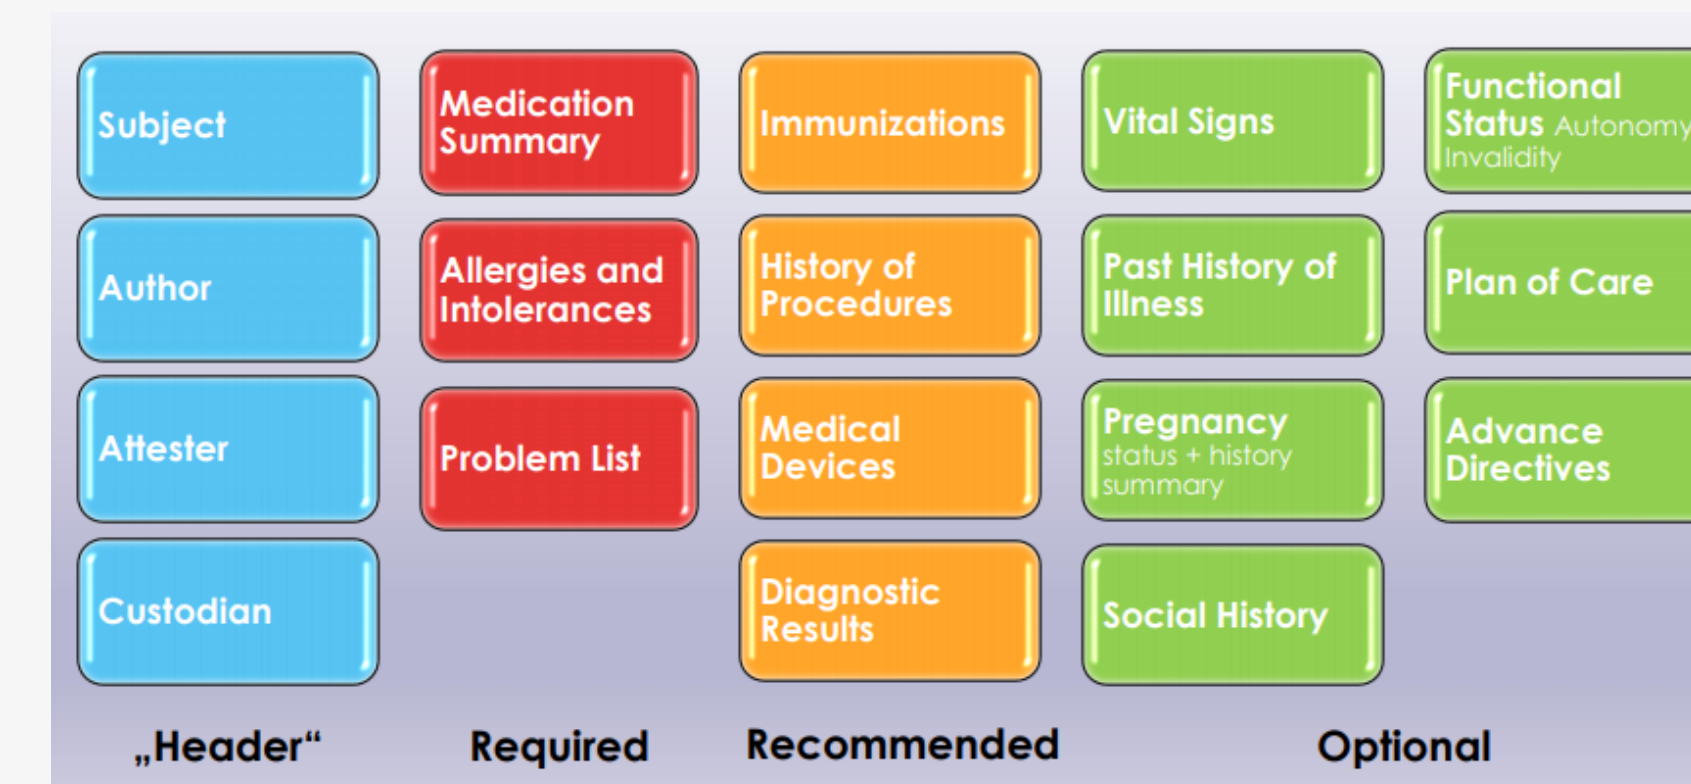 Subject
Author
Attester
Custodian
„Header“
Medication
Summary
Allergies and
Intolerances
Problem List
Required
Immunizations
History of
Procedures
Medical
Devices
Diagnostic
Results
Recommended
Vital Signs
Past History of
Illness
Pregnancy
status + history
summary
Social History
Functional
Status Autonomy
Invalidity
Plan of Care
Advance
Directives
Optional